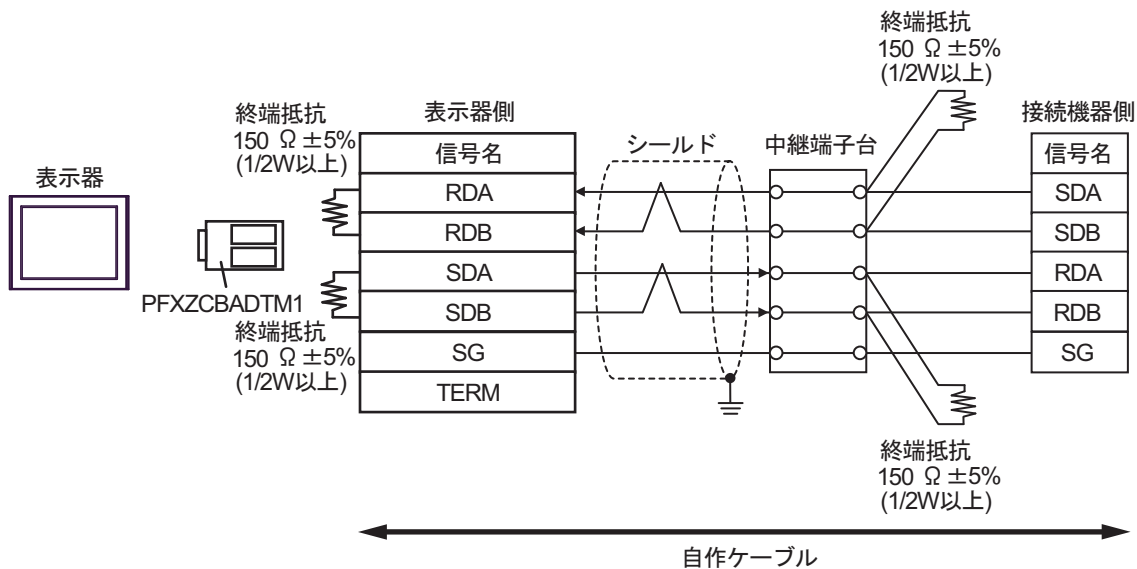 終端抵抗
150 Ω ±5%
(1/2W以上)
終端抵抗
150 Ω ±5%
(1/2W以上)
表示器側
シールド
中継端子台
接続機器側
表示器
信号名
信号名
RDA
SDA
RDB
SDB
SDA
RDA
SDB
RDB
SG
SG
TERM
PFXZCBADTM1
終端抵抗
150 Ω ±5%
(1/2W以上)
終端抵抗
150 Ω ±5%
(1/2W以上)
自作ケーブル